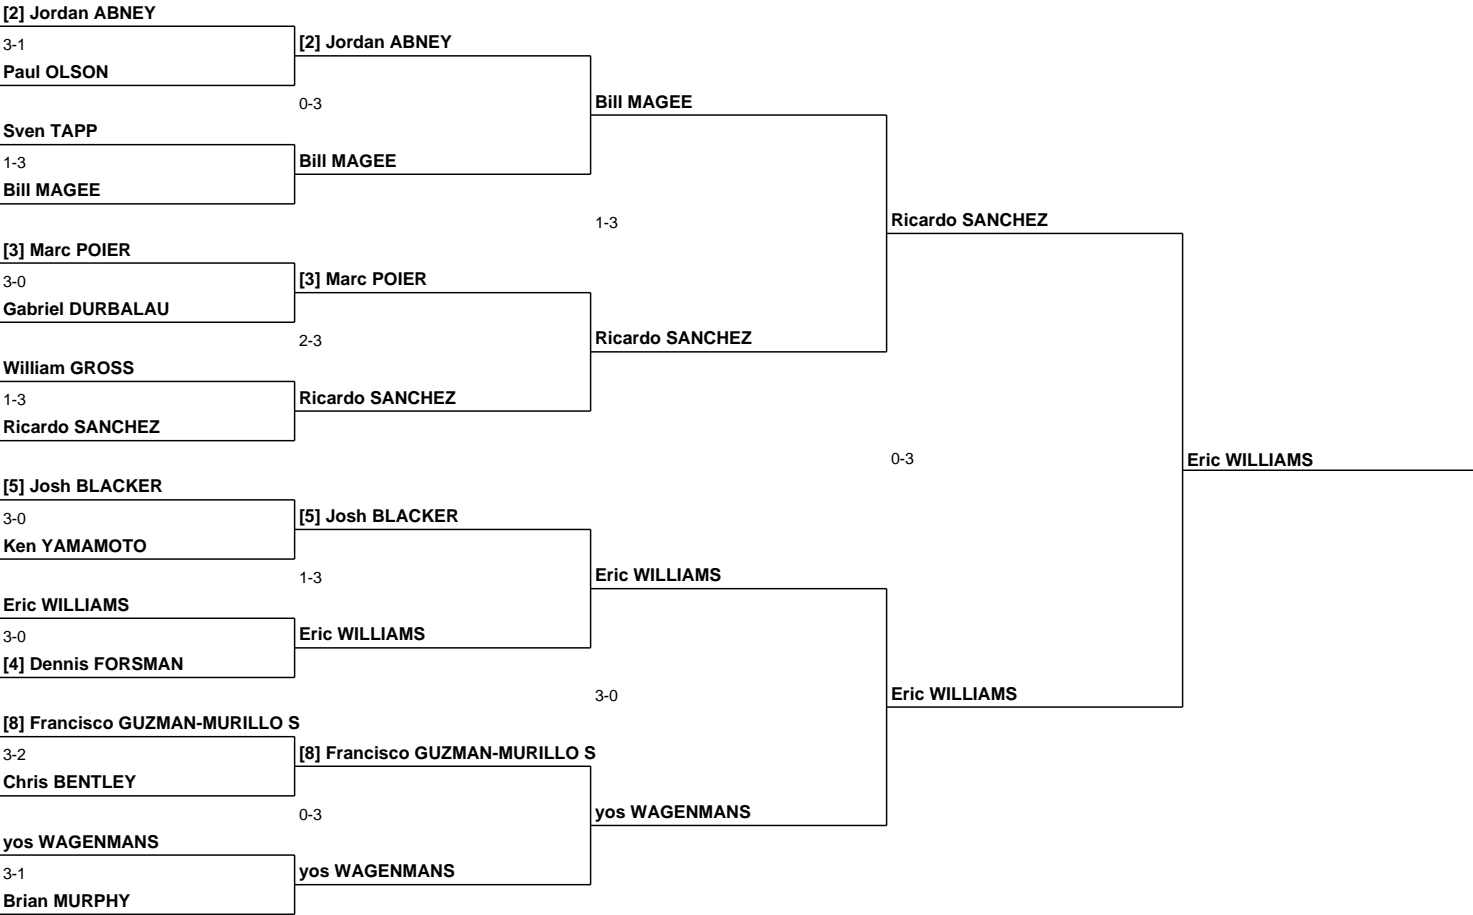 [2] Jordan ABNEY
3-1
[2] Jordan ABNEY
Paul OLSON
0-3
Bill MAGEE
Sven TAPP
1-3
Bill MAGEE
Bill MAGEE
1-3
Ricardo SANCHEZ
[3] Marc POIER
3-0
[3] Marc POIER
Gabriel DURBALAU
2-3
Ricardo SANCHEZ
William GROSS
1-3
Ricardo SANCHEZ
Ricardo SANCHEZ
0-3
Eric WILLIAMS
[5] Josh BLACKER
3-0
[5] Josh BLACKER
Ken YAMAMOTO
1-3
Eric WILLIAMS
Eric WILLIAMS
3-0
Eric WILLIAMS
[4] Dennis FORSMAN
3-0
Eric WILLIAMS
[8] Francisco GUZMAN-MURILLO S
3-2
[8] Francisco GUZMAN-MURILLO S
Chris BENTLEY
0-3
yos WAGENMANS
yos WAGENMANS
3-1
yos WAGENMANS
Brian MURPHY